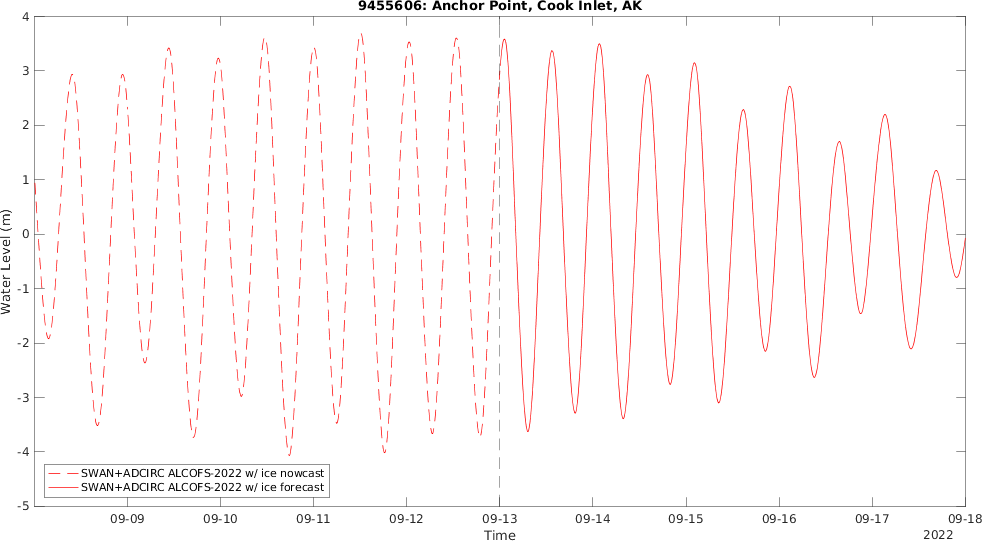 9455606: Anchor Point, Cook Inlet, AK
4
3
2
1
0
-1
-2
-3
-4
-5
Water Level (m)
SWAN+ADCIRC ALCOFS-2022 w/ ice nowcast
SWAN+ADCIRC ALCOFS-2022 w/ ice forecast
09-09 09-10 09-11 09-12 09-13 09-14 09-15 09-16 09-17 09-18
Time
2022